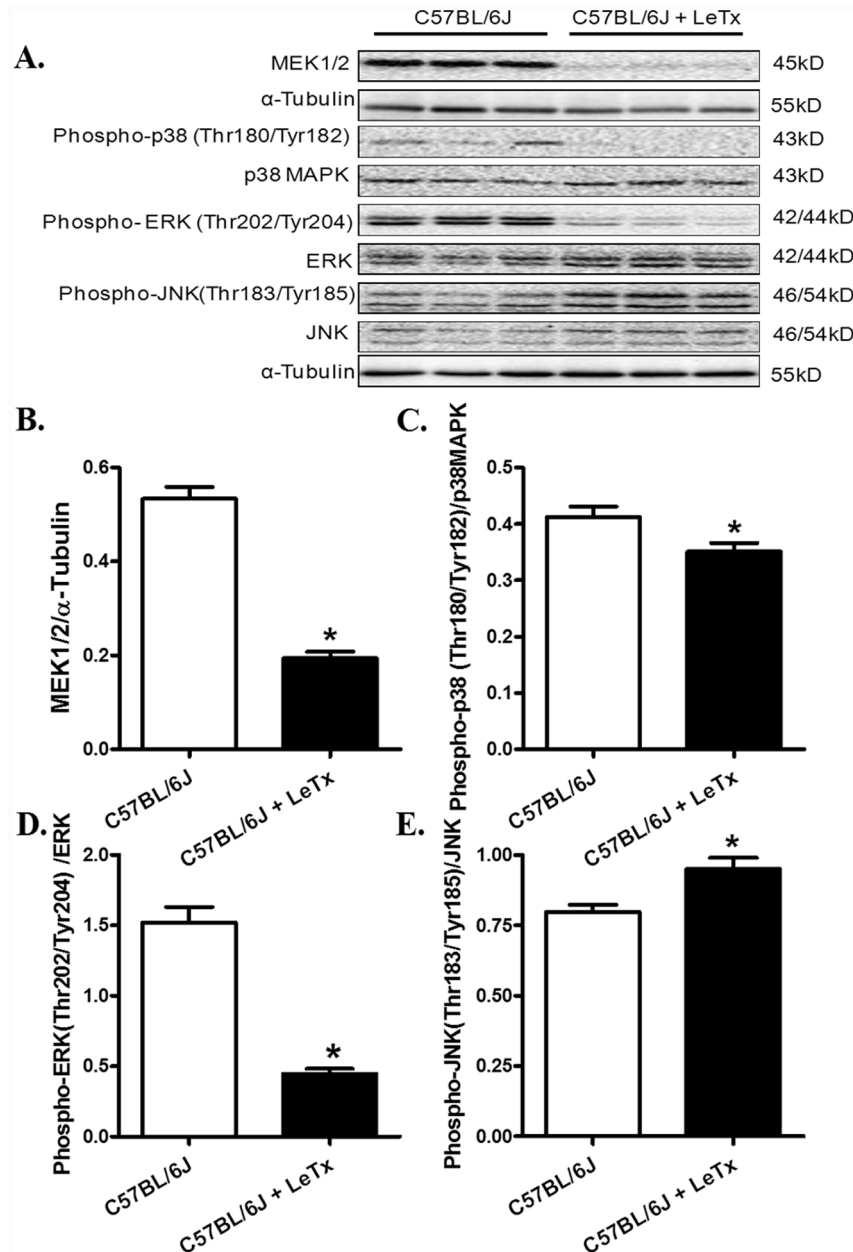 C57BL/6J C57BL/6J + LeTx
A.
MEK1/2 45kD
α-Tubulin 55kD
Phospho-p38 (Thr180/Tyr182) 43kD
p38 MAPK 43kD
Phospho-ERK (Thr202/Tyr204) 42/44kD
ERK 42/44kD
Phospho-JNK(Thr183/Tyr185) 46/54kD
JNK 46/54kD
α-Tubulin 55kD
B.
MEK1/2/α-Tubulin
0.6
0.4
0.2
0.0
*
C57BL/6J
C57BL/6J + LeTx
C.
Phospho-p38 (Thr180/Tyr182)/p38MAPK
0.5
0.4
0.3
0.2
0.1
0.0
*
C57BL/6J
C57BL/6J + LeTx
D.
Phospho-ERK(Thr202/Tyr204) /ERK
2.0
1.5
1.0
0.5
0.0
*
C57BL/6J
C57BL/6J + LeTx
E.
Phospho-JNK(Thr183/Tyr185)/JNK
1.00
0.75
0.50
0.25
0.00
*
C57BL/6J
C57BL/6J + LeTx